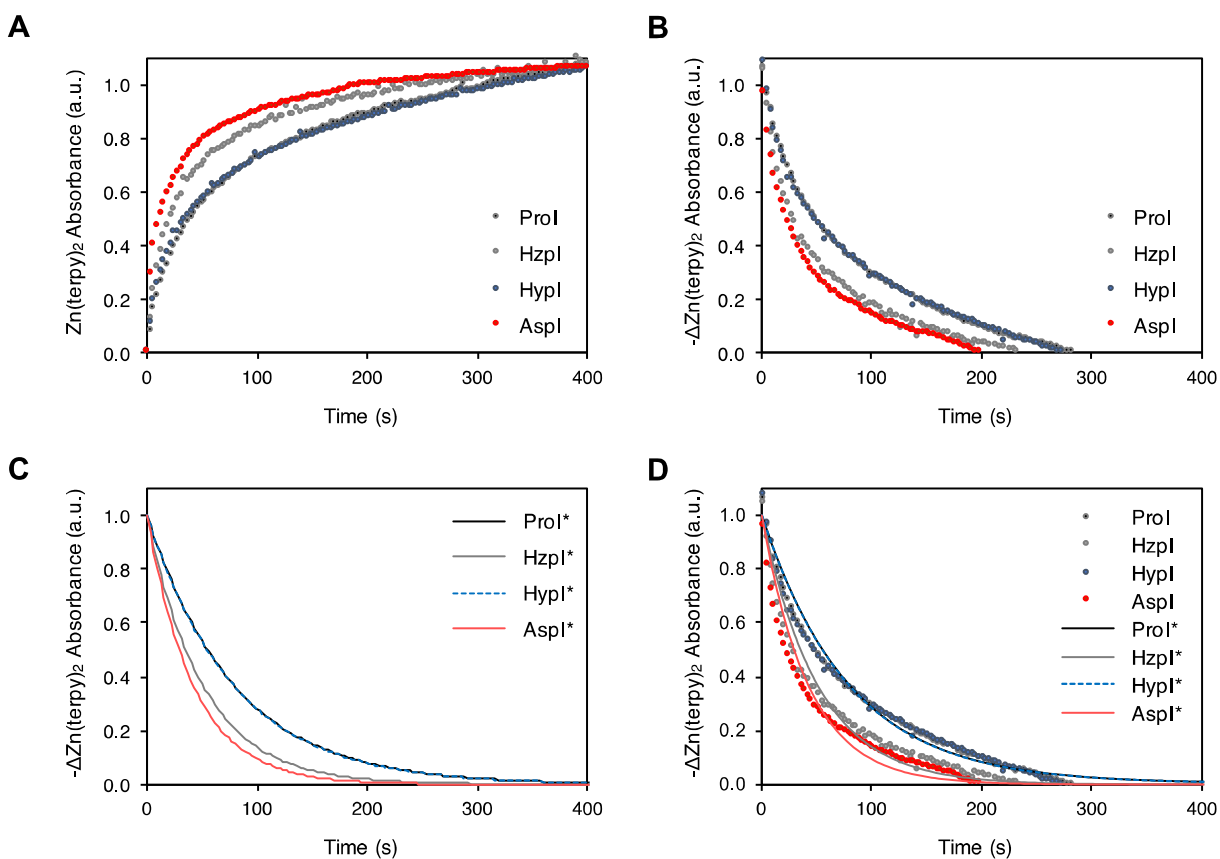 A
Zn(terpy)₂ Absorbance (a.u.)
1.0
0.8
0.6
0.4
0.2
0.0
ProI
HzpI
HypI
AspI
0 100 200 300 400
Time (s)
B
-ΔZn(terpy)₂ Absorbance (a.u.)
1.0
0.8
0.6
0.4
0.2
0.0
ProI
HzpI
HypI
AspI
0 100 200 300 400
Time (s)
C
-ΔZn(terpy)₂ Absorbance (a.u.)
1.0
0.8
0.6
0.4
0.2
0.0
ProI*
HzpI*
HypI*
AspI*
0 100 200 300 400
Time (s)
D
-ΔZn(terpy)₂ Absorbance (a.u.)
1.0
0.8
0.6
0.4
0.2
0.0
ProI
HzpI
HypI
AspI
ProI*
HzpI*
HypI*
AspI*
0 100 200 300 400
Time (s)